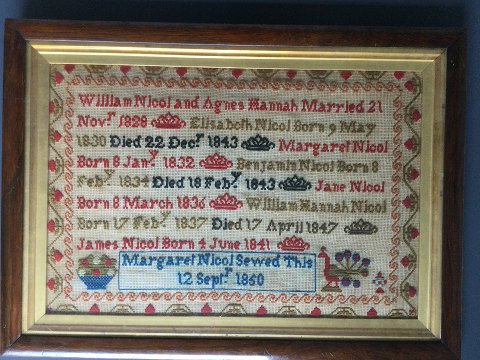 William Nicol and Agnes Hannah Married 21
Novr 1828 Elisabeth Nicol Born 9 May
1830 Died 22 Decr 1843 Margaret Nicol
Born 8 Jany 1832 Benjamin Nicol Born 8
Feby 1834 Died 18 Feby 1843 Jane Nicol
Born 8 March 1836 William Hannah Nicol
Born 17 Feby 1837 Died 17 April 1847
James Nicol Born 4 June 1841
Margaret Nicol Sewed This
12 Septr 1860